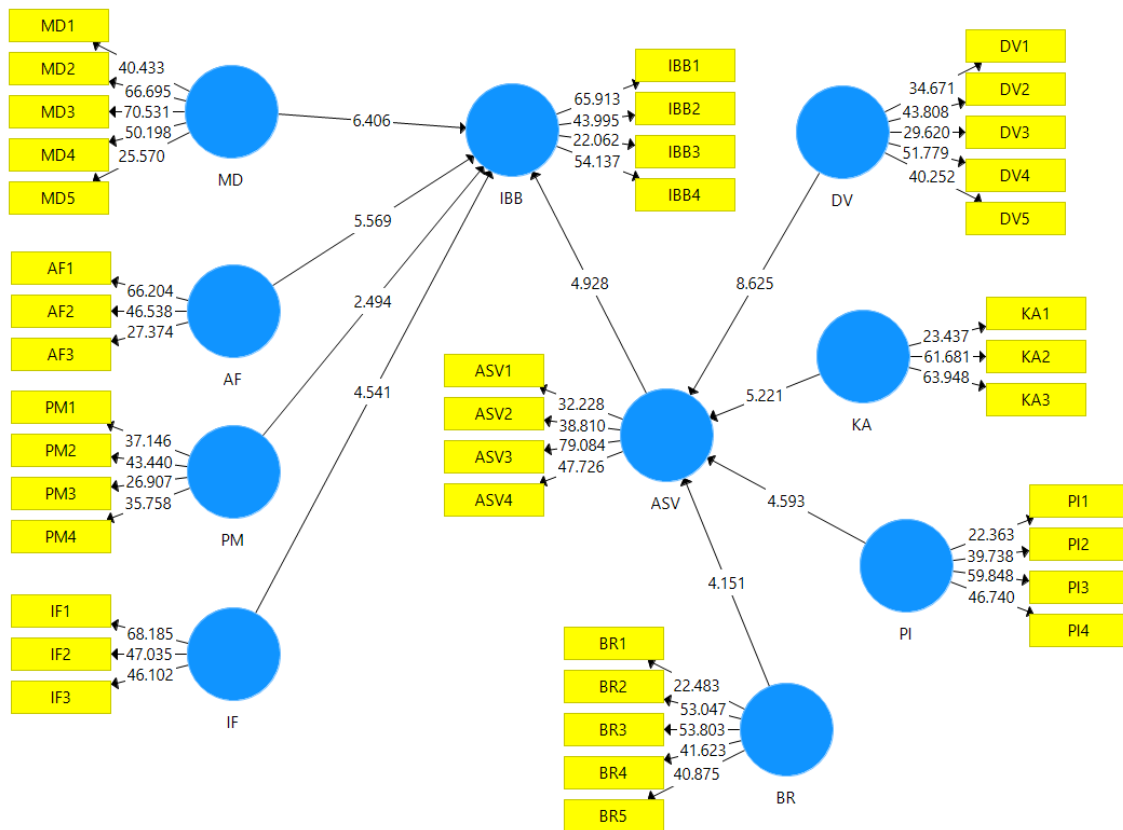 MD1
MD2
MD3
MD4
MD5
40.433
66.695
70.531
50.198
25.570
MD
6.406
IBB1
IBB2
IBB3
IBB4
65.913
43.995
22.062
54.137
IBB
DV1
DV2
DV3
DV4
DV5
34.671
43.808
29.620
51.779
40.252
DV
AF1
AF2
AF3
66.204
46.538
27.374
AF
5.569
2.494
4.541
4.928
8.625
KA1
KA2
KA3
23.437
61.681
63.948
KA
5.221
ASV1
ASV2
ASV3
ASV4
32.228
38.810
79.084
47.726
ASV
PM1
PM2
PM3
PM4
37.146
43.440
26.907
35.758
PM
4.593
PI1
PI2
PI3
PI4
22.363
39.738
59.848
46.740
PI
4.151
IF1
IF2
IF3
68.185
47.035
46.102
IF
BR1
BR2
BR3
BR4
BR5
22.483
53.047
53.803
41.623
40.875
BR